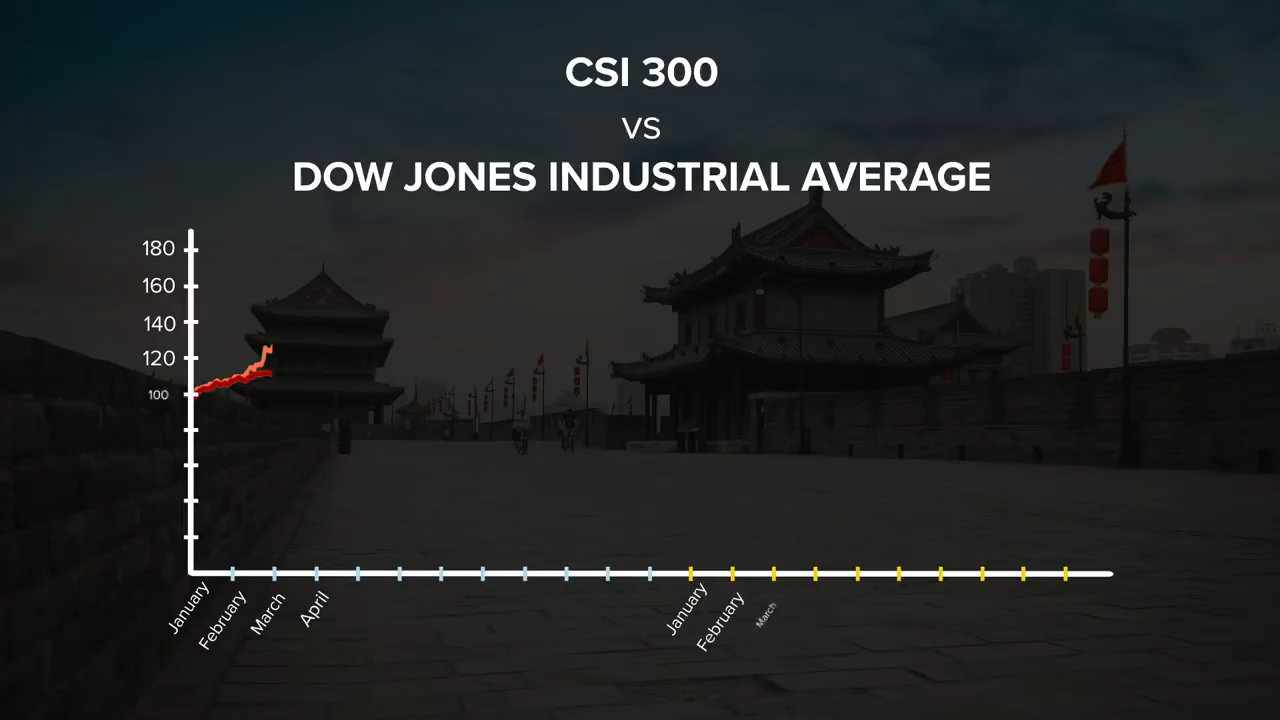 CSI 300
VS
DOW JONES INDUSTRIAL AVERAGE
180
160
140
120
100
January
February
March
April
January
February
March